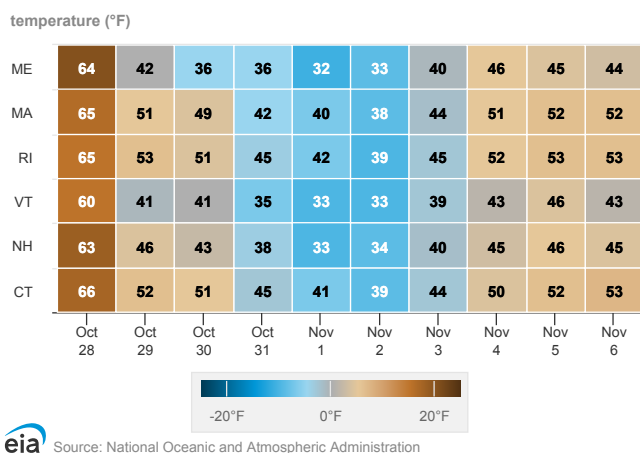 temperature (°F)
ME 64 42 36 36 32 33 40 46 45 44
MA 65 51 49 42 40 38 44 51 52 52
RI 65 53 51 45 42 39 45 52 53 53
VT 60 41 41 35 33 33 39 43 46 43
NH 63 46 43 38 33 34 40 45 46 45
CT 66 52 51 45 41 39 44 50 52 53
Oct Oct Oct Oct Nov Nov Nov Nov Nov Nov
28 29 30 31 1 2 3 4 5 6
-20°F 0°F 20°F
eia Source: National Oceanic and Atmospheric Administration